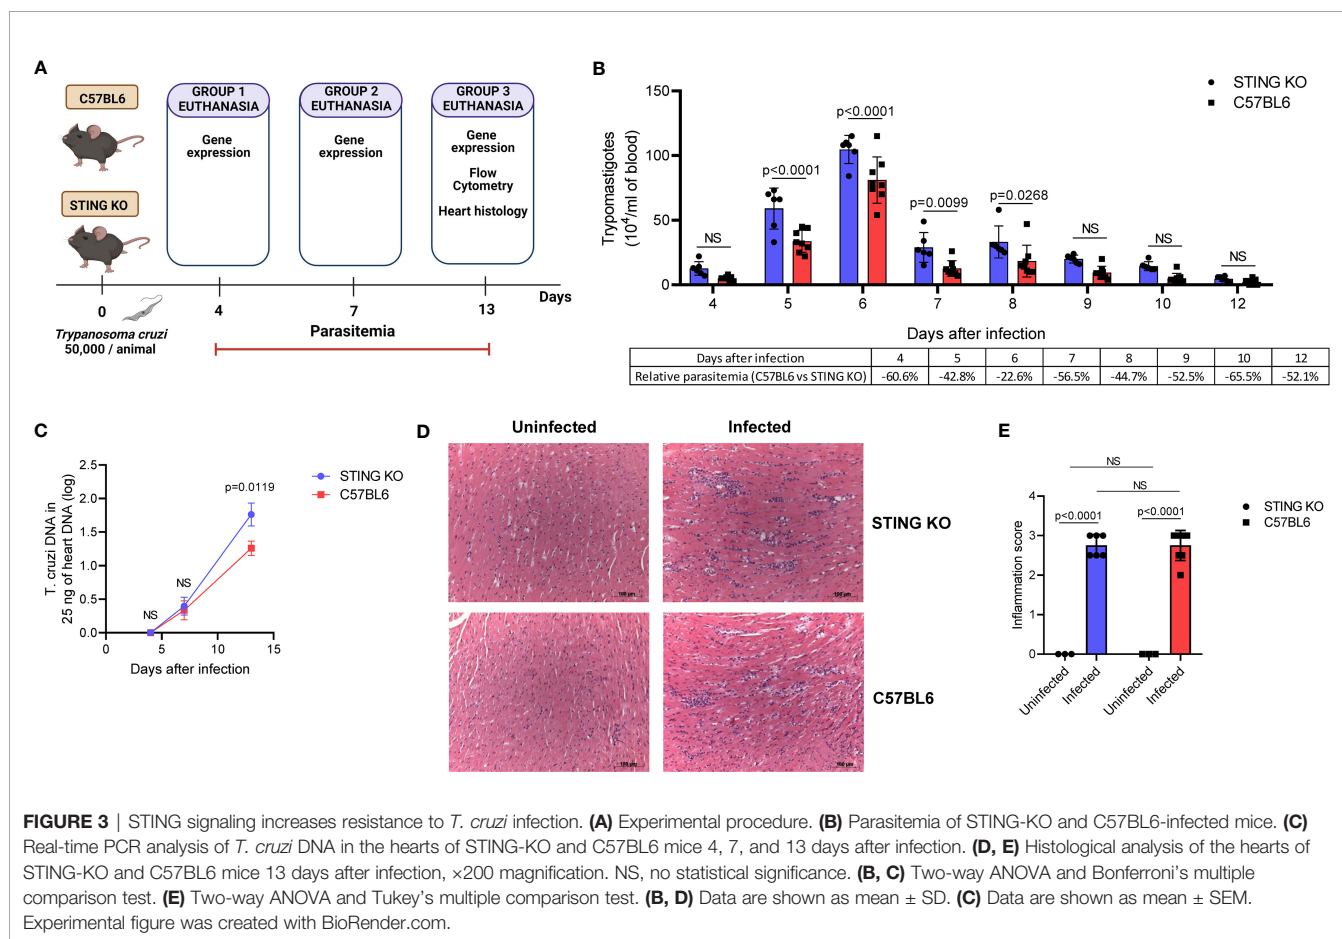 A
C57BL6
STING KO
GROUP 1
EUTHANASIA
Gene
expression
GROUP 2
EUTHANASIA
Gene
expression
GROUP 3
EUTHANASIA
Gene
expression
Flow
Cytometry
Heart histology
0
4
7
13
Days
Trypanosoma cruzi
50,000 / animal
Parasitemia
B
STING KO
C57BL6
Trypomastigotes
(10⁴/ml of blood)
150
100
50
0
NS
p<0.0001
p<0.0001
p=0.0099
p=0.0268
NS
NS
NS
4 5 6 7 8 9 10 12
Days after infection
Days after infection 4 5 6 7 8 9 10 12
Relative parasitemia (C57BL6 vs STING KO) -60.6% -42.8% -22.6% -56.5% -44.7% -52.5% -65.5% -52.1%
C
T. cruzi DNA in
25 ng of heart DNA (log)
2.5
2.0
1.5
1.0
0.5
0.0
0 5 10 15
Days after infection
NS
NS
p=0.0119
STING KO
C57BL6
D
Uninfected Infected
STING KO
C57BL6
100 µm
100 µm
100 µm
100 µm
E
NS
NS
p<0.0001
p<0.0001
STING KO
C57BL6
Inflammation score
4
3
2
1
0
Uninfected
Infected
Uninfected
Infected
FIGURE 3 | STING signaling increases resistance to T. cruzi infection. (A) Experimental procedure. (B) Parasitemia of STING-KO and C57BL6-infected mice. (C)
Real-time PCR analysis of T. cruzi DNA in the hearts of STING-KO and C57BL6 mice 4, 7, and 13 days after infection. (D, E) Histological analysis of the hearts of
STING-KO and C57BL6 mice 13 days after infection, ×200 magnification. NS, no statistical significance. (B, C) Two-way ANOVA and Bonferroni's multiple
comparison test. (E) Two-way ANOVA and Tukey's multiple comparison test. (B, D) Data are shown as mean ± SD. (C) Data are shown as mean ± SEM.
Experimental figure was created with BioRender.com.